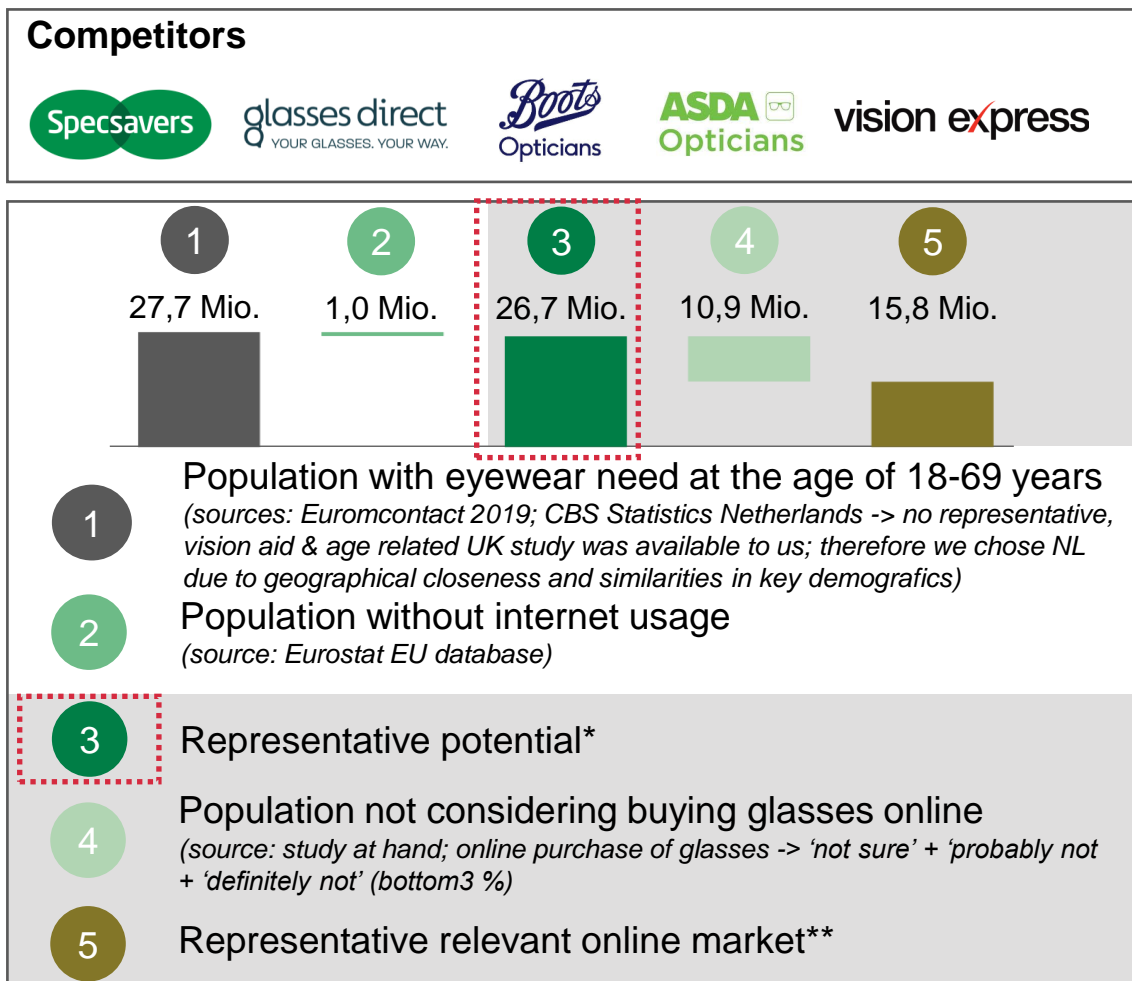 Competitors
Specsavers
glasses direct
YOUR GLASSES. YOUR WAY.
Boots
Opticians
ASDA
Opticians
vision express
1
2
3
4
5
27,7 Mio.
1,0 Mio.
26,7 Mio.
10,9 Mio.
15,8 Mio.
1
Population with eyewear need at the age of 18-69 years
(sources: Euromcontact 2019; CBS Statistics Netherlands -> no representative,
vision aid & age related UK study was available to us; therefore we chose NL
due to geographical closeness and similarities in key demografics)
2
Population without internet usage
(source: Eurostat EU database)
3
Representative potential*
4
Population not considering buying glasses online
(source: study at hand; online purchase of glasses -> ‘not sure’ + ‘probably not
+ ‘definitely not’ (bottom3 %)
5
Representative relevant online market**